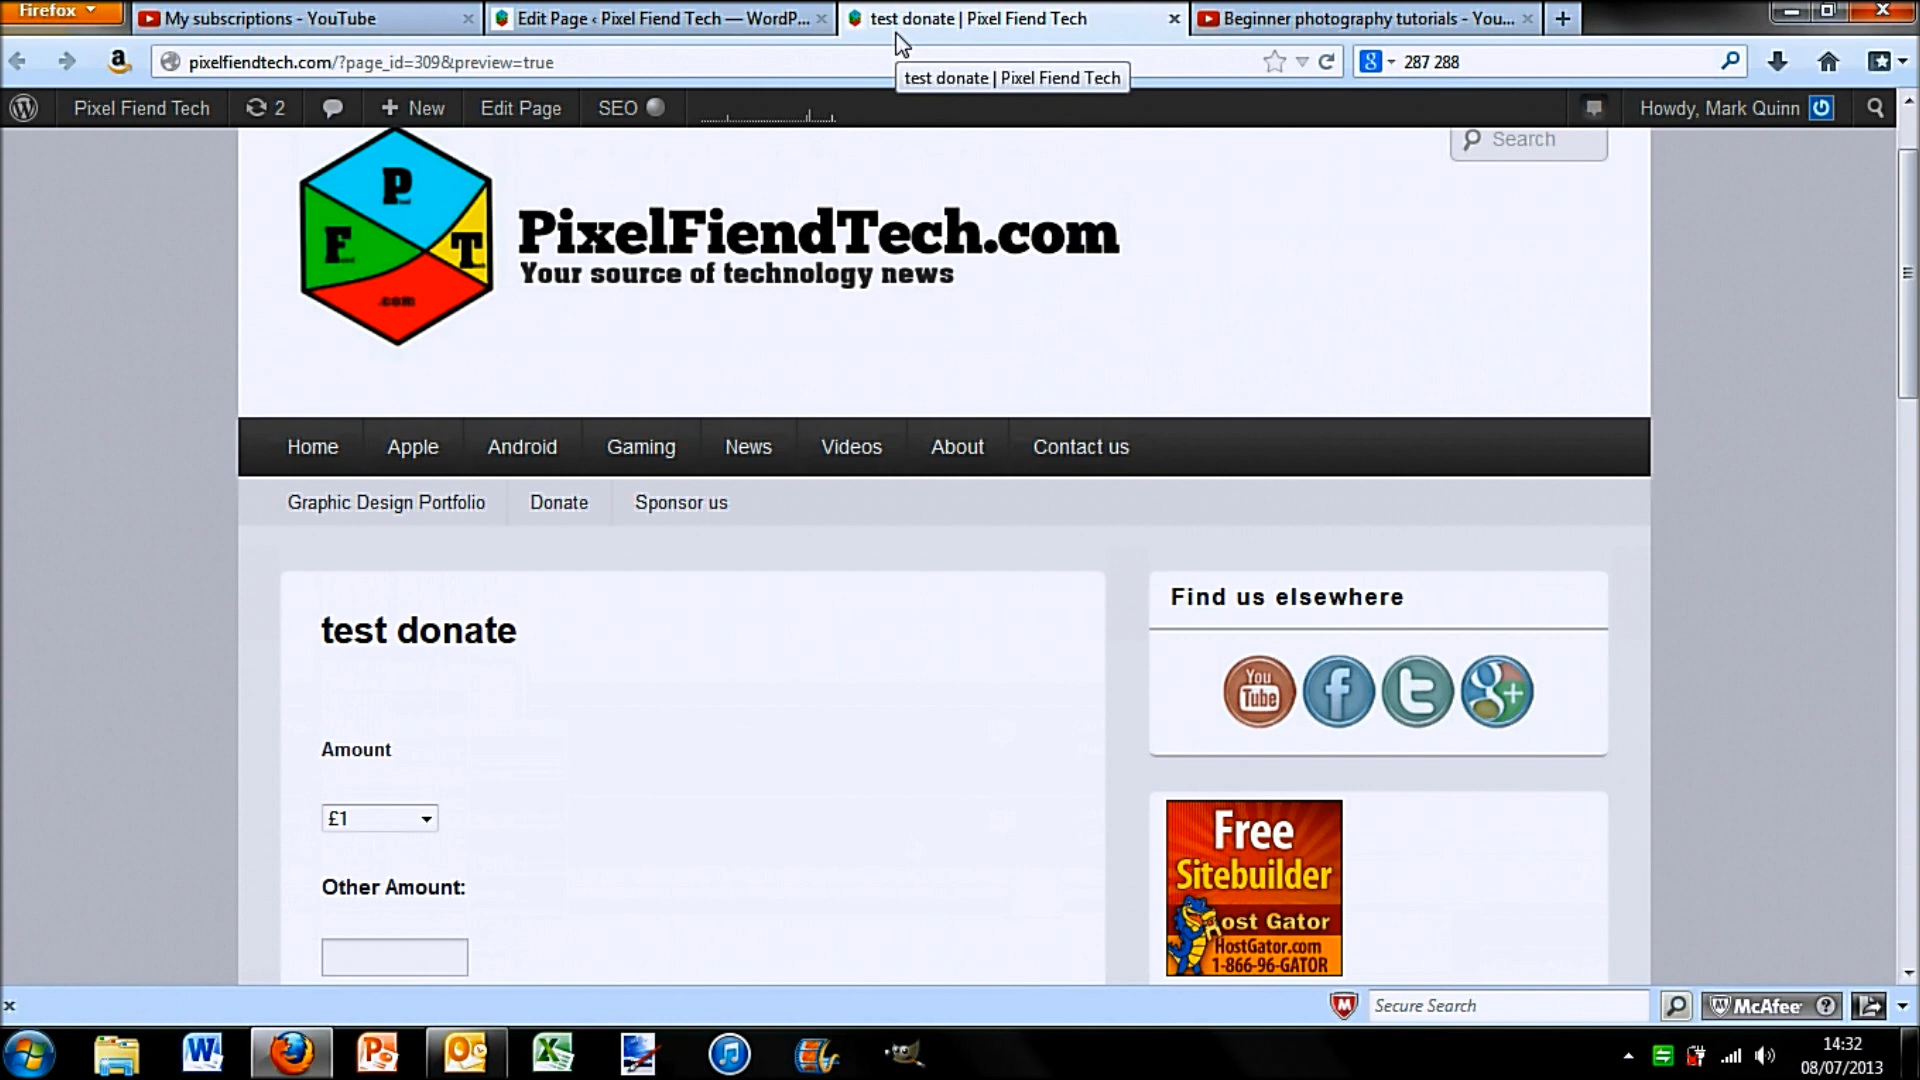 Firefox
My subscriptions - YouTube
Edit Page ‹ Pixel Fiend Tech — WordP...
test donate | Pixel Fiend Tech
Beginner photography tutorials - You...
pixelfiendtech.com/?page_id=309&preview=true
287 288
test donate | Pixel Fiend Tech
Pixel Fiend Tech
2
New
Edit Page
SEO
Howdy, Mark Quinn
Search
P
F
T
.com
PixelFiendTech.com
Your source of technology news
Home
Apple
Android
Gaming
News
Videos
About
Contact us
Graphic Design Portfolio
Donate
Sponsor us
test donate
Find us elsewhere
You
Tube
Amount
£1
Free
Sitebuilder
Other Amount:
Host Gator
HostGator.com
1-866-96-GATOR
Secure Search
McAfee
14:32
08/07/2013